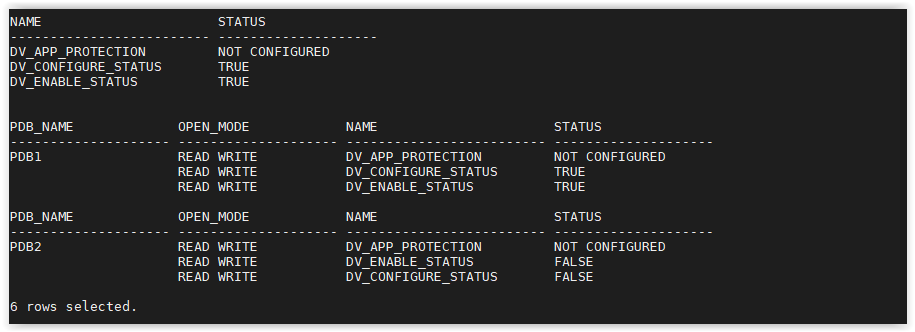 NAME                      STATUS
------------------------- --------------------
DV_APP_PROTECTION         NOT CONFIGURED
DV_CONFIGURE_STATUS       TRUE
DV_ENABLE_STATUS          TRUE
PDB_NAME             OPEN_MODE            NAME                      STATUS
-------------------- -------------------- ------------------------- --------------------
PDB1                 READ WRITE           DV_APP_PROTECTION         NOT CONFIGURED
                     READ WRITE           DV_CONFIGURE_STATUS       TRUE
                     READ WRITE           DV_ENABLE_STATUS          TRUE
PDB_NAME             OPEN_MODE            NAME                      STATUS
-------------------- -------------------- ------------------------- --------------------
PDB2                 READ WRITE           DV_APP_PROTECTION         NOT CONFIGURED
                     READ WRITE           DV_ENABLE_STATUS          FALSE
                     READ WRITE           DV_CONFIGURE_STATUS       FALSE
6 rows selected.